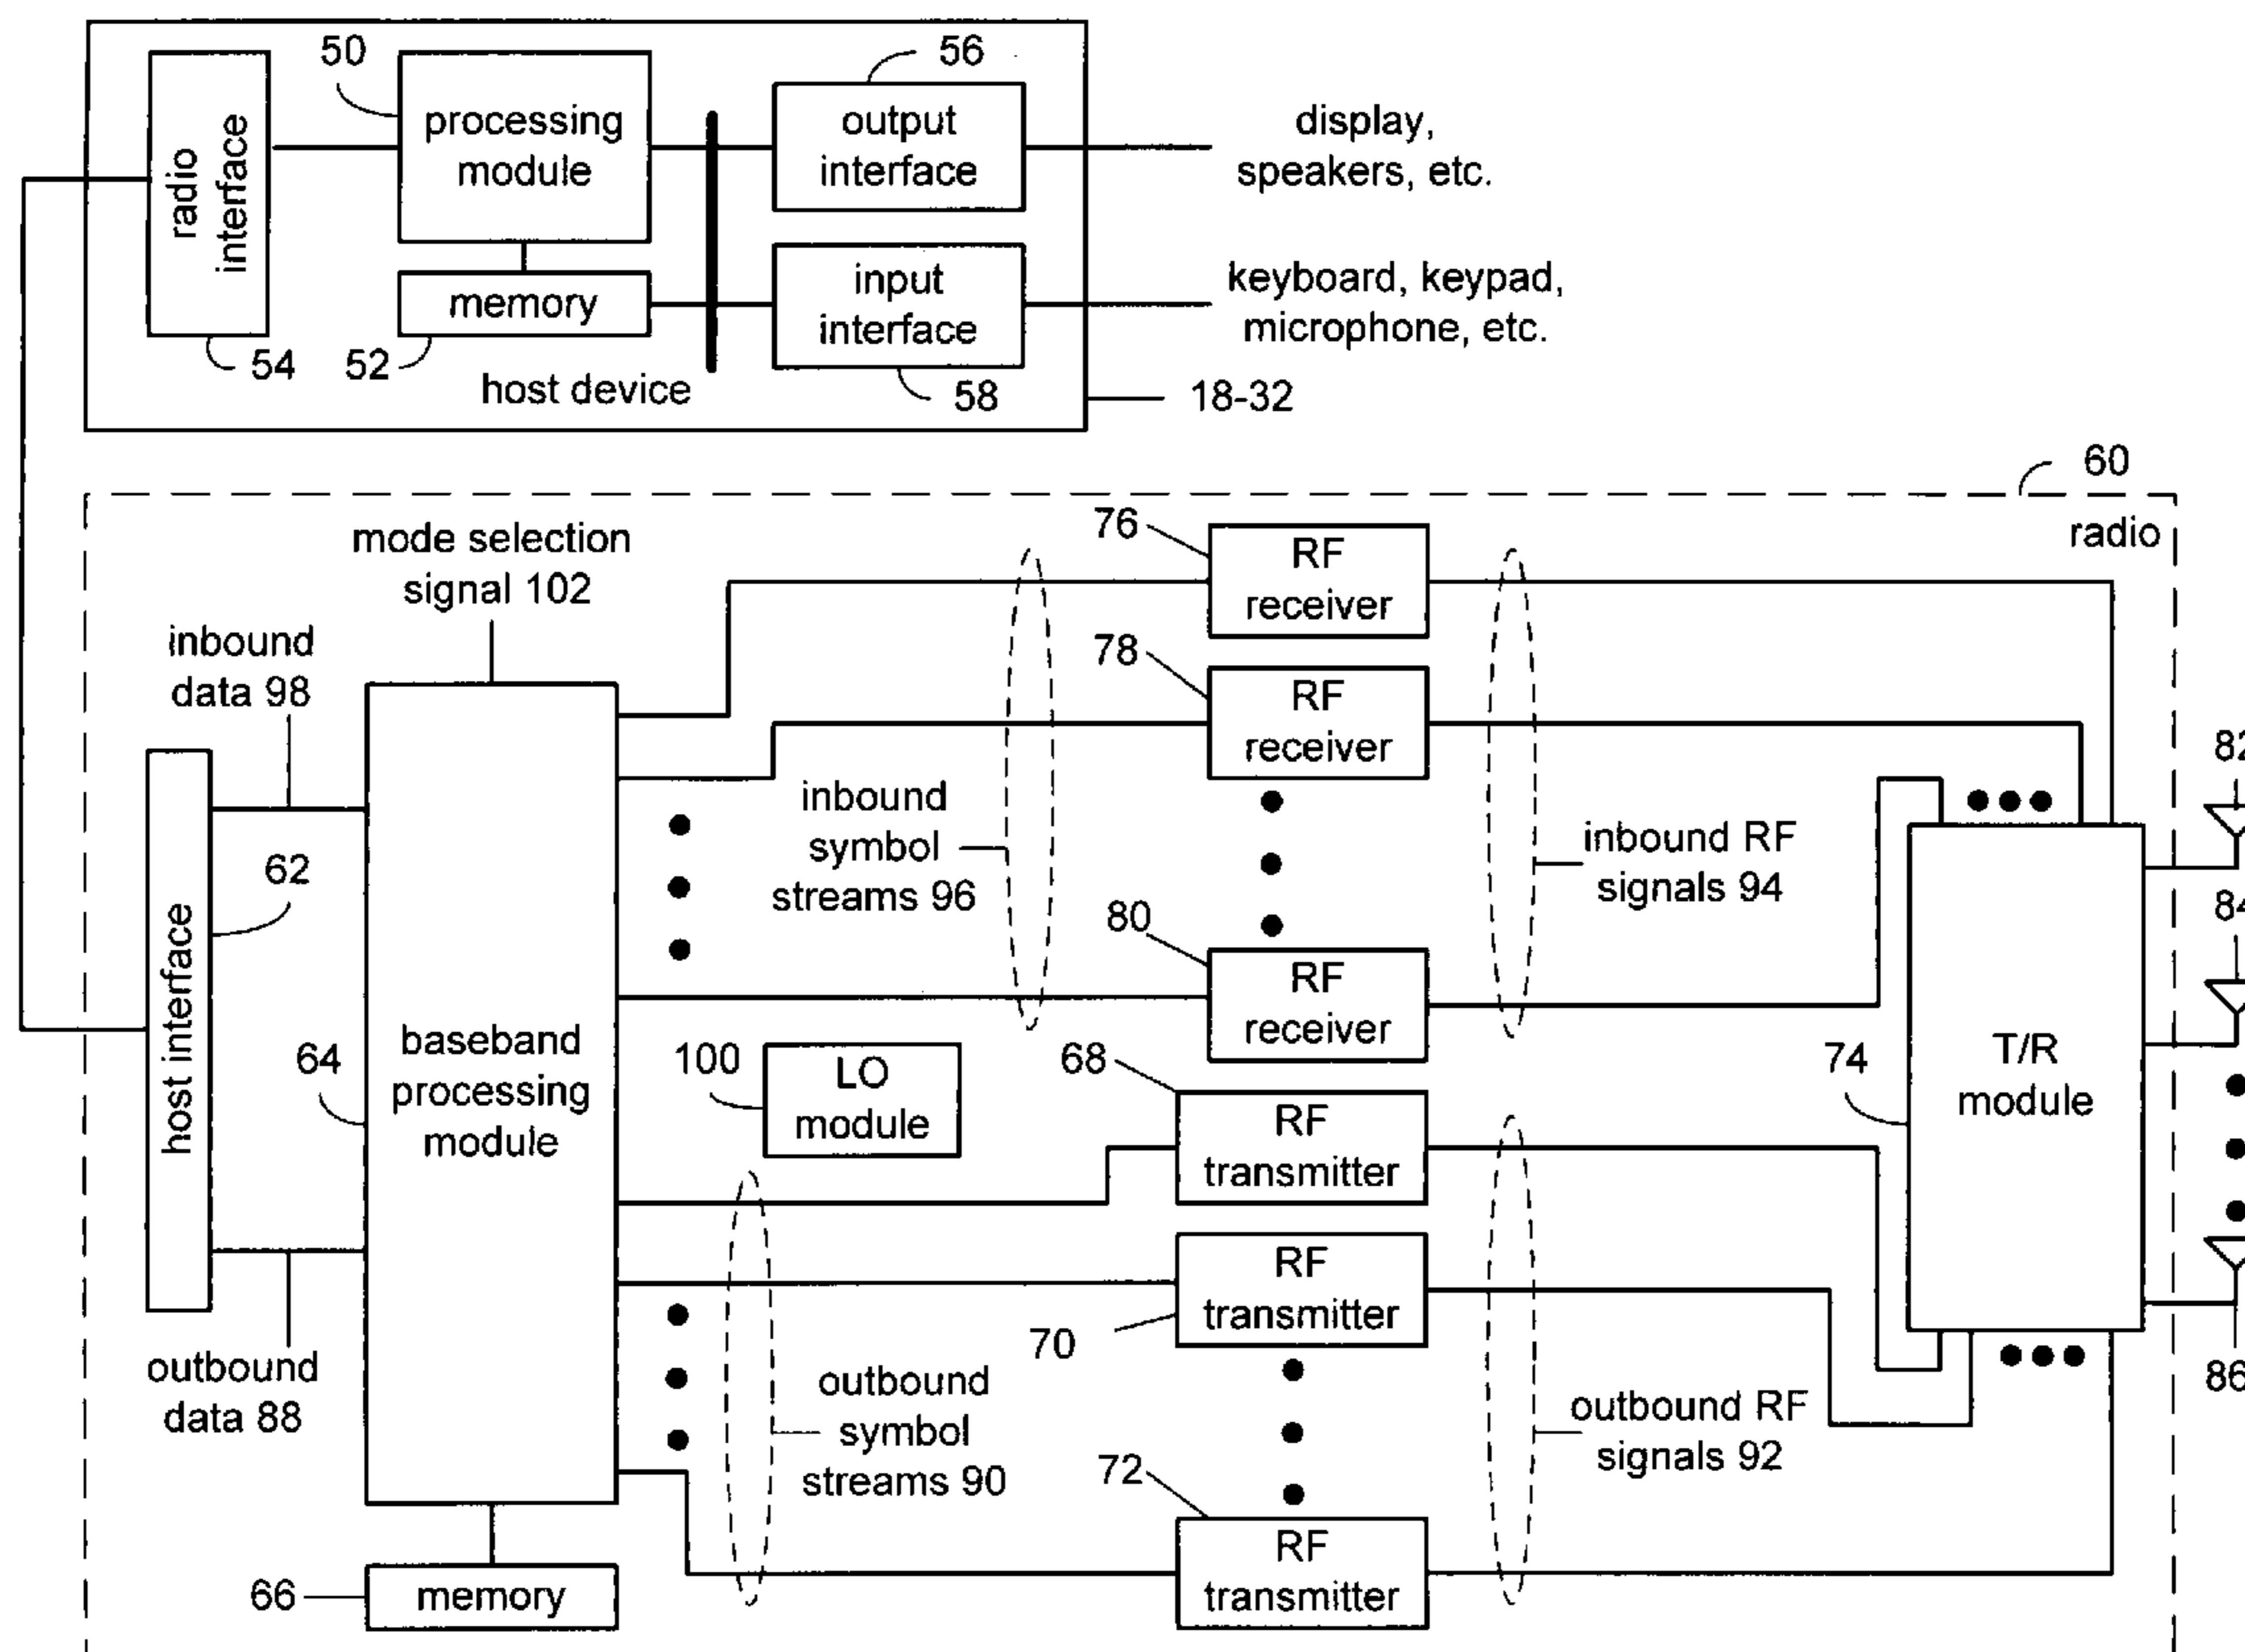 50
56
radio
interface
processing
module
output
interface
display,
speakers, etc.
memory
input
interface
keyboard, keypad,
microphone, etc.
54
52
host device
58
18-32
60
radio
mode selection
signal 102
76
RF
receiver
inbound
data 98
78
RF
receiver
82
inbound
symbol
streams 96
inbound RF
signals 94
62
80
84
RF
receiver
host interface
64
baseband
processing
module
100
LO
module
68
RF
transmitter
74
T/R
module
RF
transmitter
70
outbound
data 88
outbound
symbol
streams 90
outbound RF
signals 92
86
72
RF
transmitter
66
memory